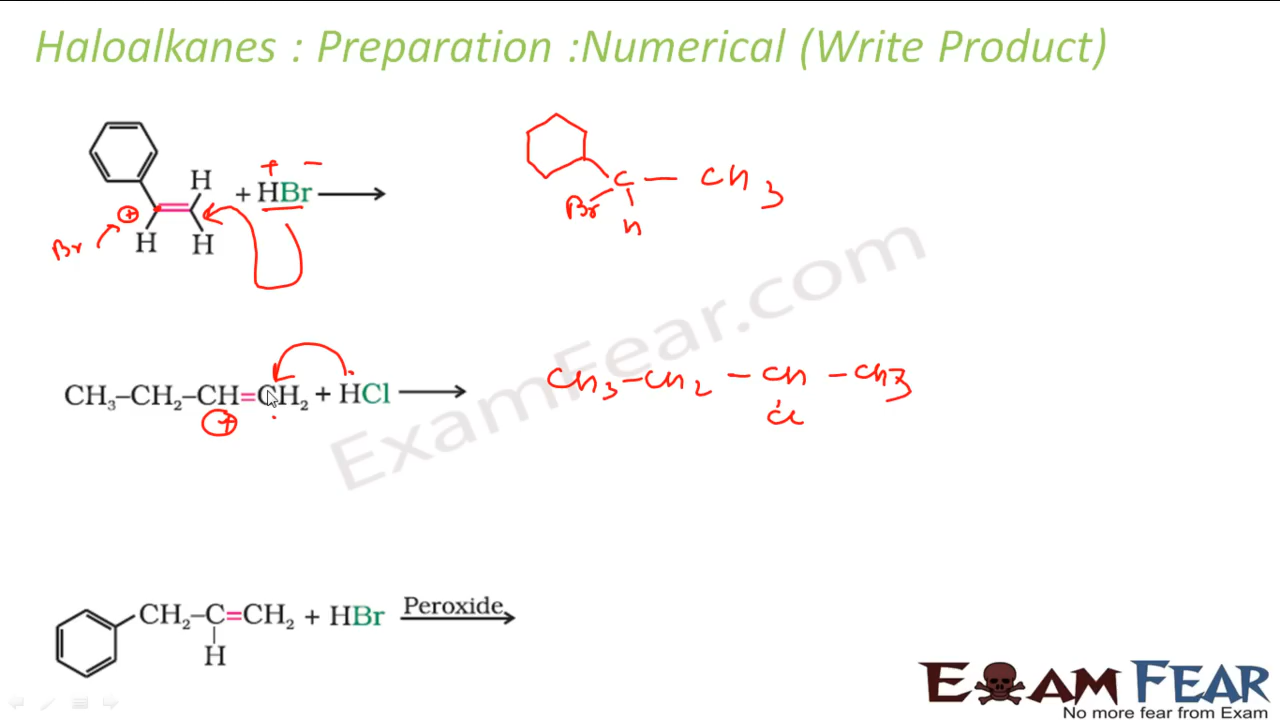 Haloalkanes : Preparation :Numerical (Write Product)
H
+ HBr
H H
+ −
+
Br
C — CH3
Br
H
CH₃–CH₂–CH=CH₂ + HCl
+
CH3 – CH2 – CH – CH3
Cl
CH₂–C=CH₂ + HBr Peroxide
H
ExamFear.com
EXAM FEAR
No more fear from Exam